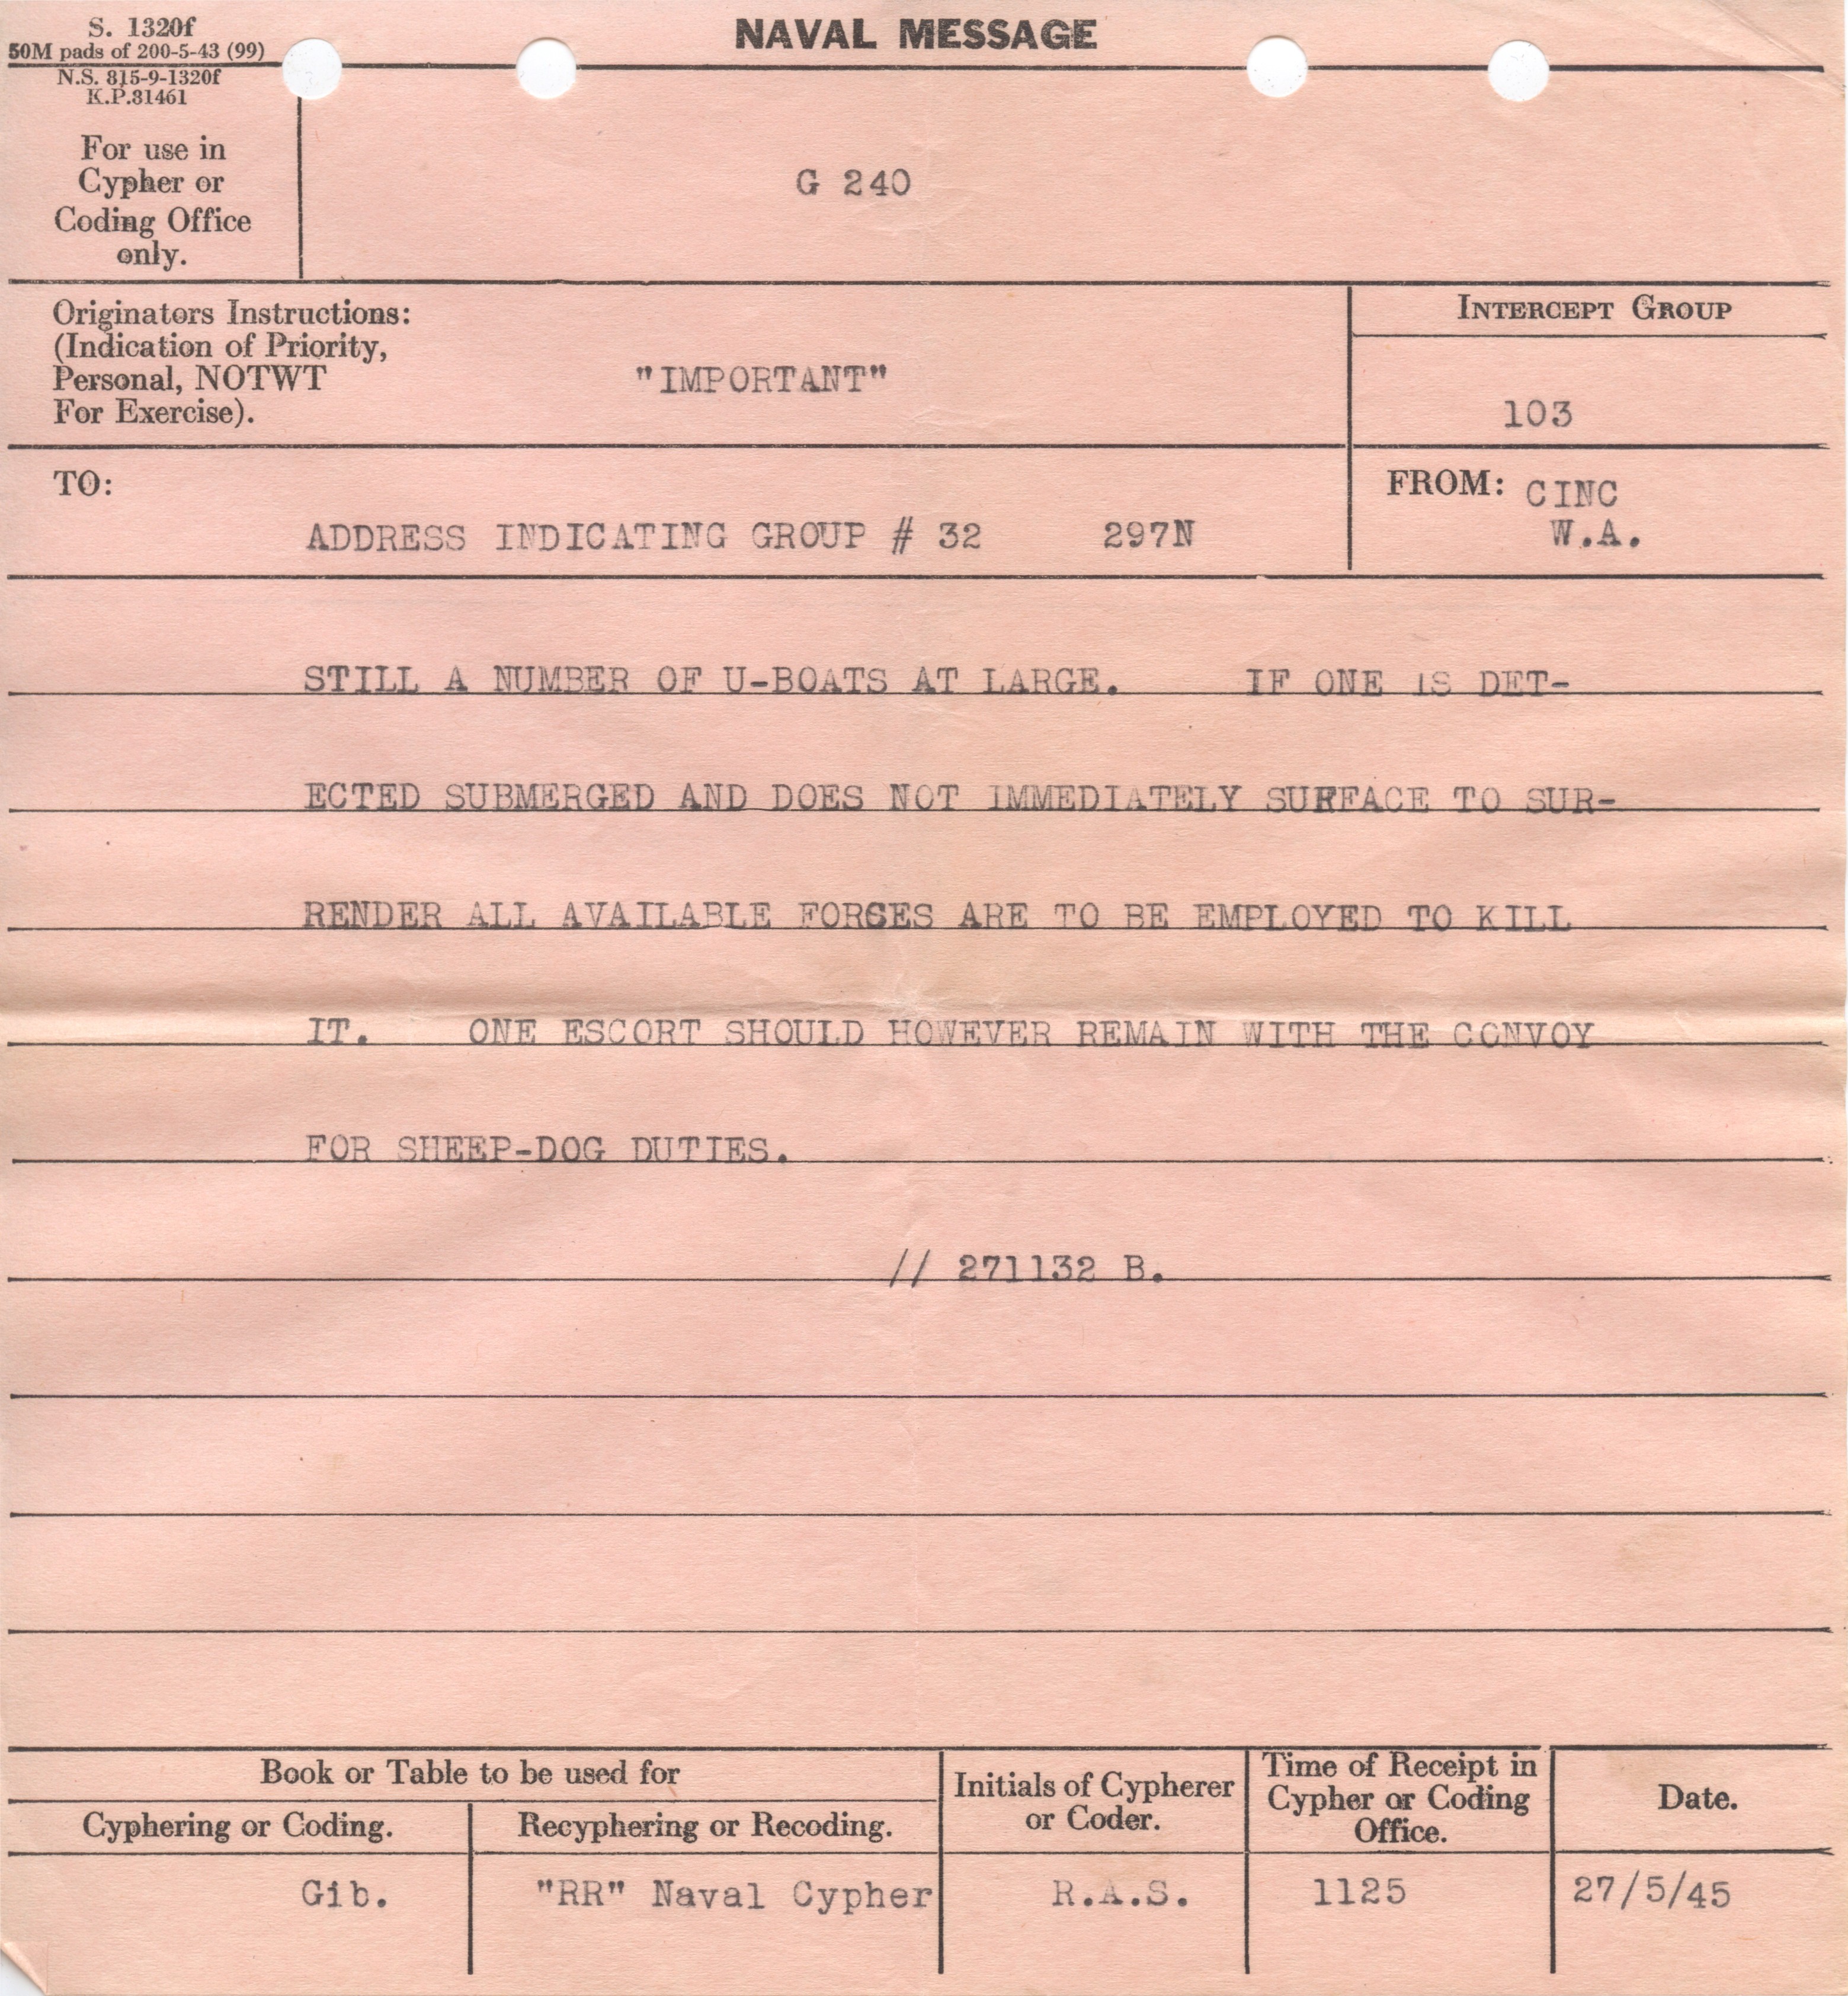 S. 1320f
50M pads of 200-5-43 (99)
N.S. 815-9-1320f
K.P.81461
NAVAL MESSAGE
For use in
Cypher or
Coding Office
only.
G 240
Originators Instructions:
(Indication of Priority,
Personal, NOTWT
For Exercise).
"IMPORTANT"
INTERCEPT GROUP
103
TO:
ADDRESS INDICATING GROUP # 32 297N
FROM: CINC
W.A.
STILL A NUMBER OF U-BOATS AT LARGE. IF ONE IS DET-
ECTED SUBMERGED AND DOES NOT IMMEDIATELY SURFACE TO SUR-
RENDER ALL AVAILABLE FORCES ARE TO BE EMPLOYED TO KILL
IT. ONE ESCORT SHOULD HOWEVER REMAIN WITH THE CONVOY
FOR SHEEP-DOG DUTIES.
// 271132 B.
Book or Table to be used for
Cyphering or Coding.
Recyphering or Recoding.
Initials of Cypherer
or Coder.
Time of Receipt in
Cypher or Coding
Office.
Date.
Gib. "RR" Naval Cypher R.A.S. 1125 27/5/45